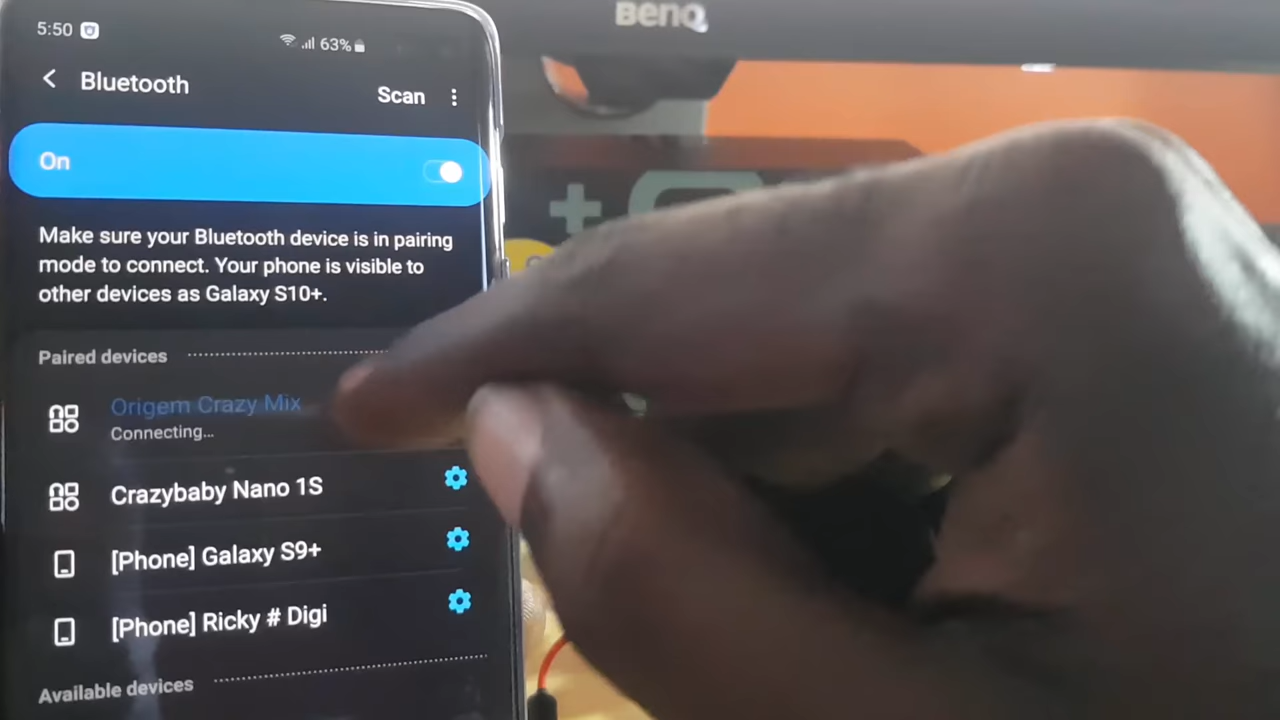 BenQ
5:50
63%
Bluetooth
Scan
On
Make sure your Bluetooth device is in pairing
mode to connect. Your phone is visible to
other devices as Galaxy S10+.
Paired devices
Origem Crazy Mix
Connecting...
Crazybaby Nano 1S
[Phone] Galaxy S9+
[Phone] Ricky # Digi
Available devices